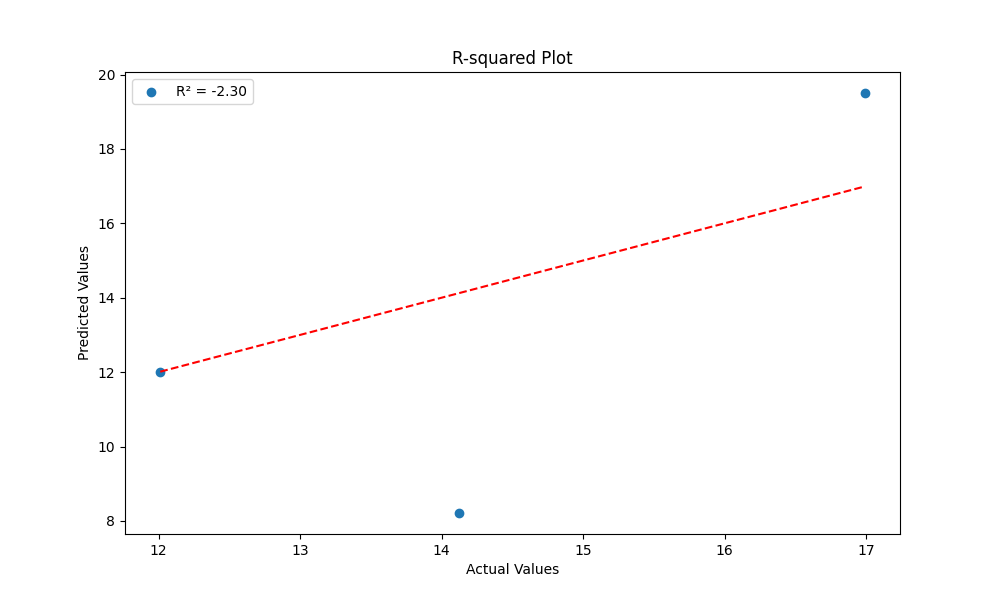 R-squared Plot
R² = -2.30
Predicted Values
20
18
16
14
12
10
8
12 13 14 15 16 17
Actual Values